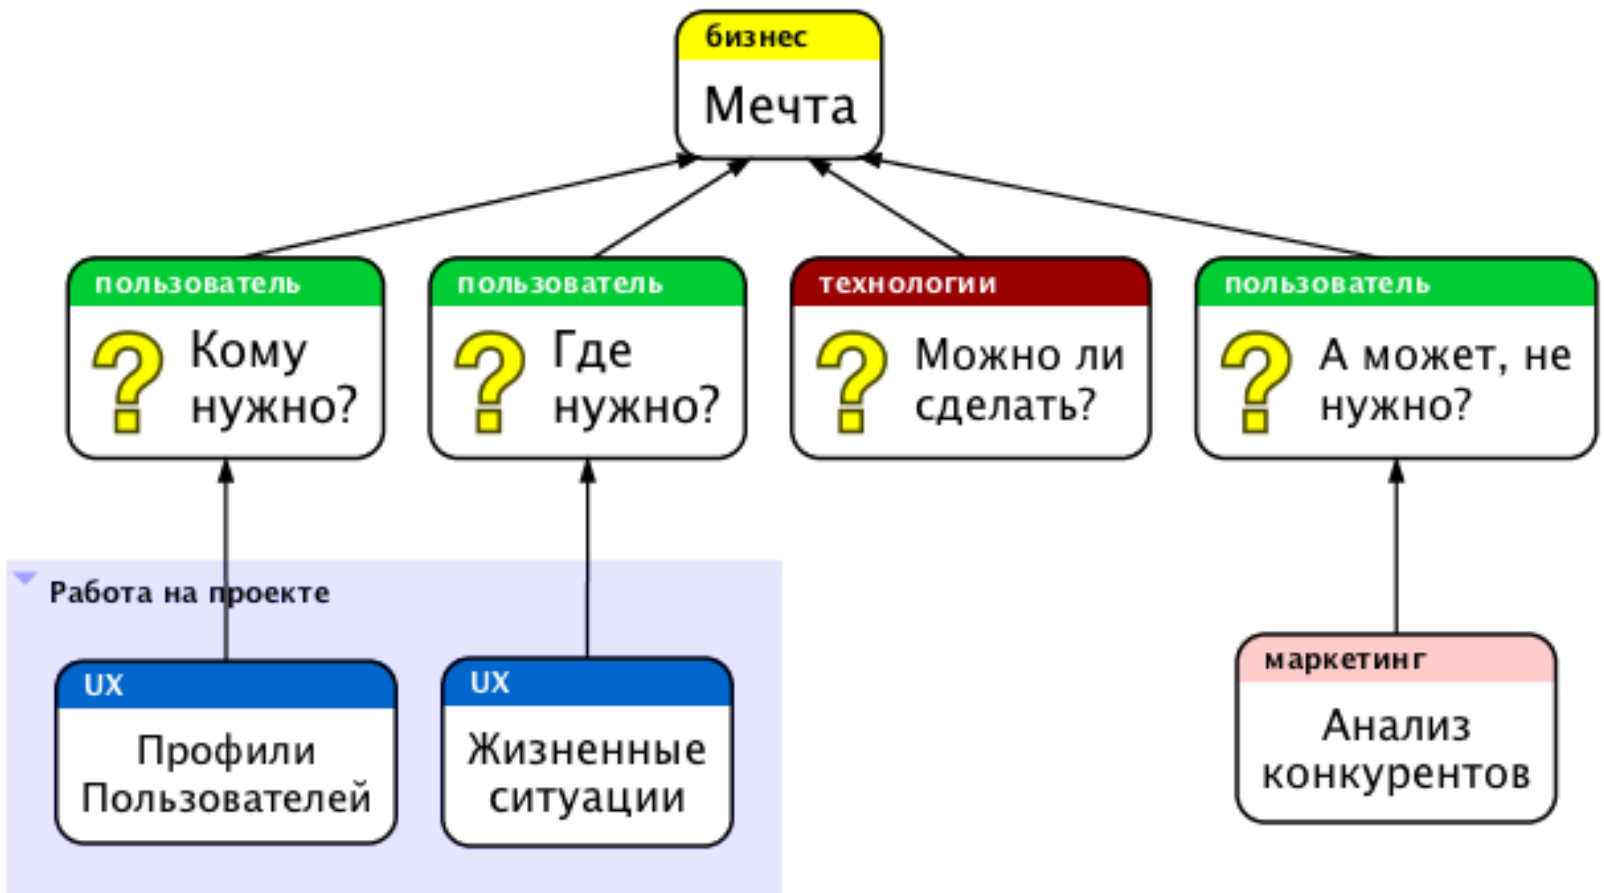 бизнес
Мечта
пользователь
Кому
нужно?
пользователь
Где
нужно?
технологии
Можно ли
сделать?
пользователь
А может, не
нужно?
Работа на проекте
UX
Профили
Пользователей
UX
Жизненные
ситуации
маркетинг
Анализ
конкурентов